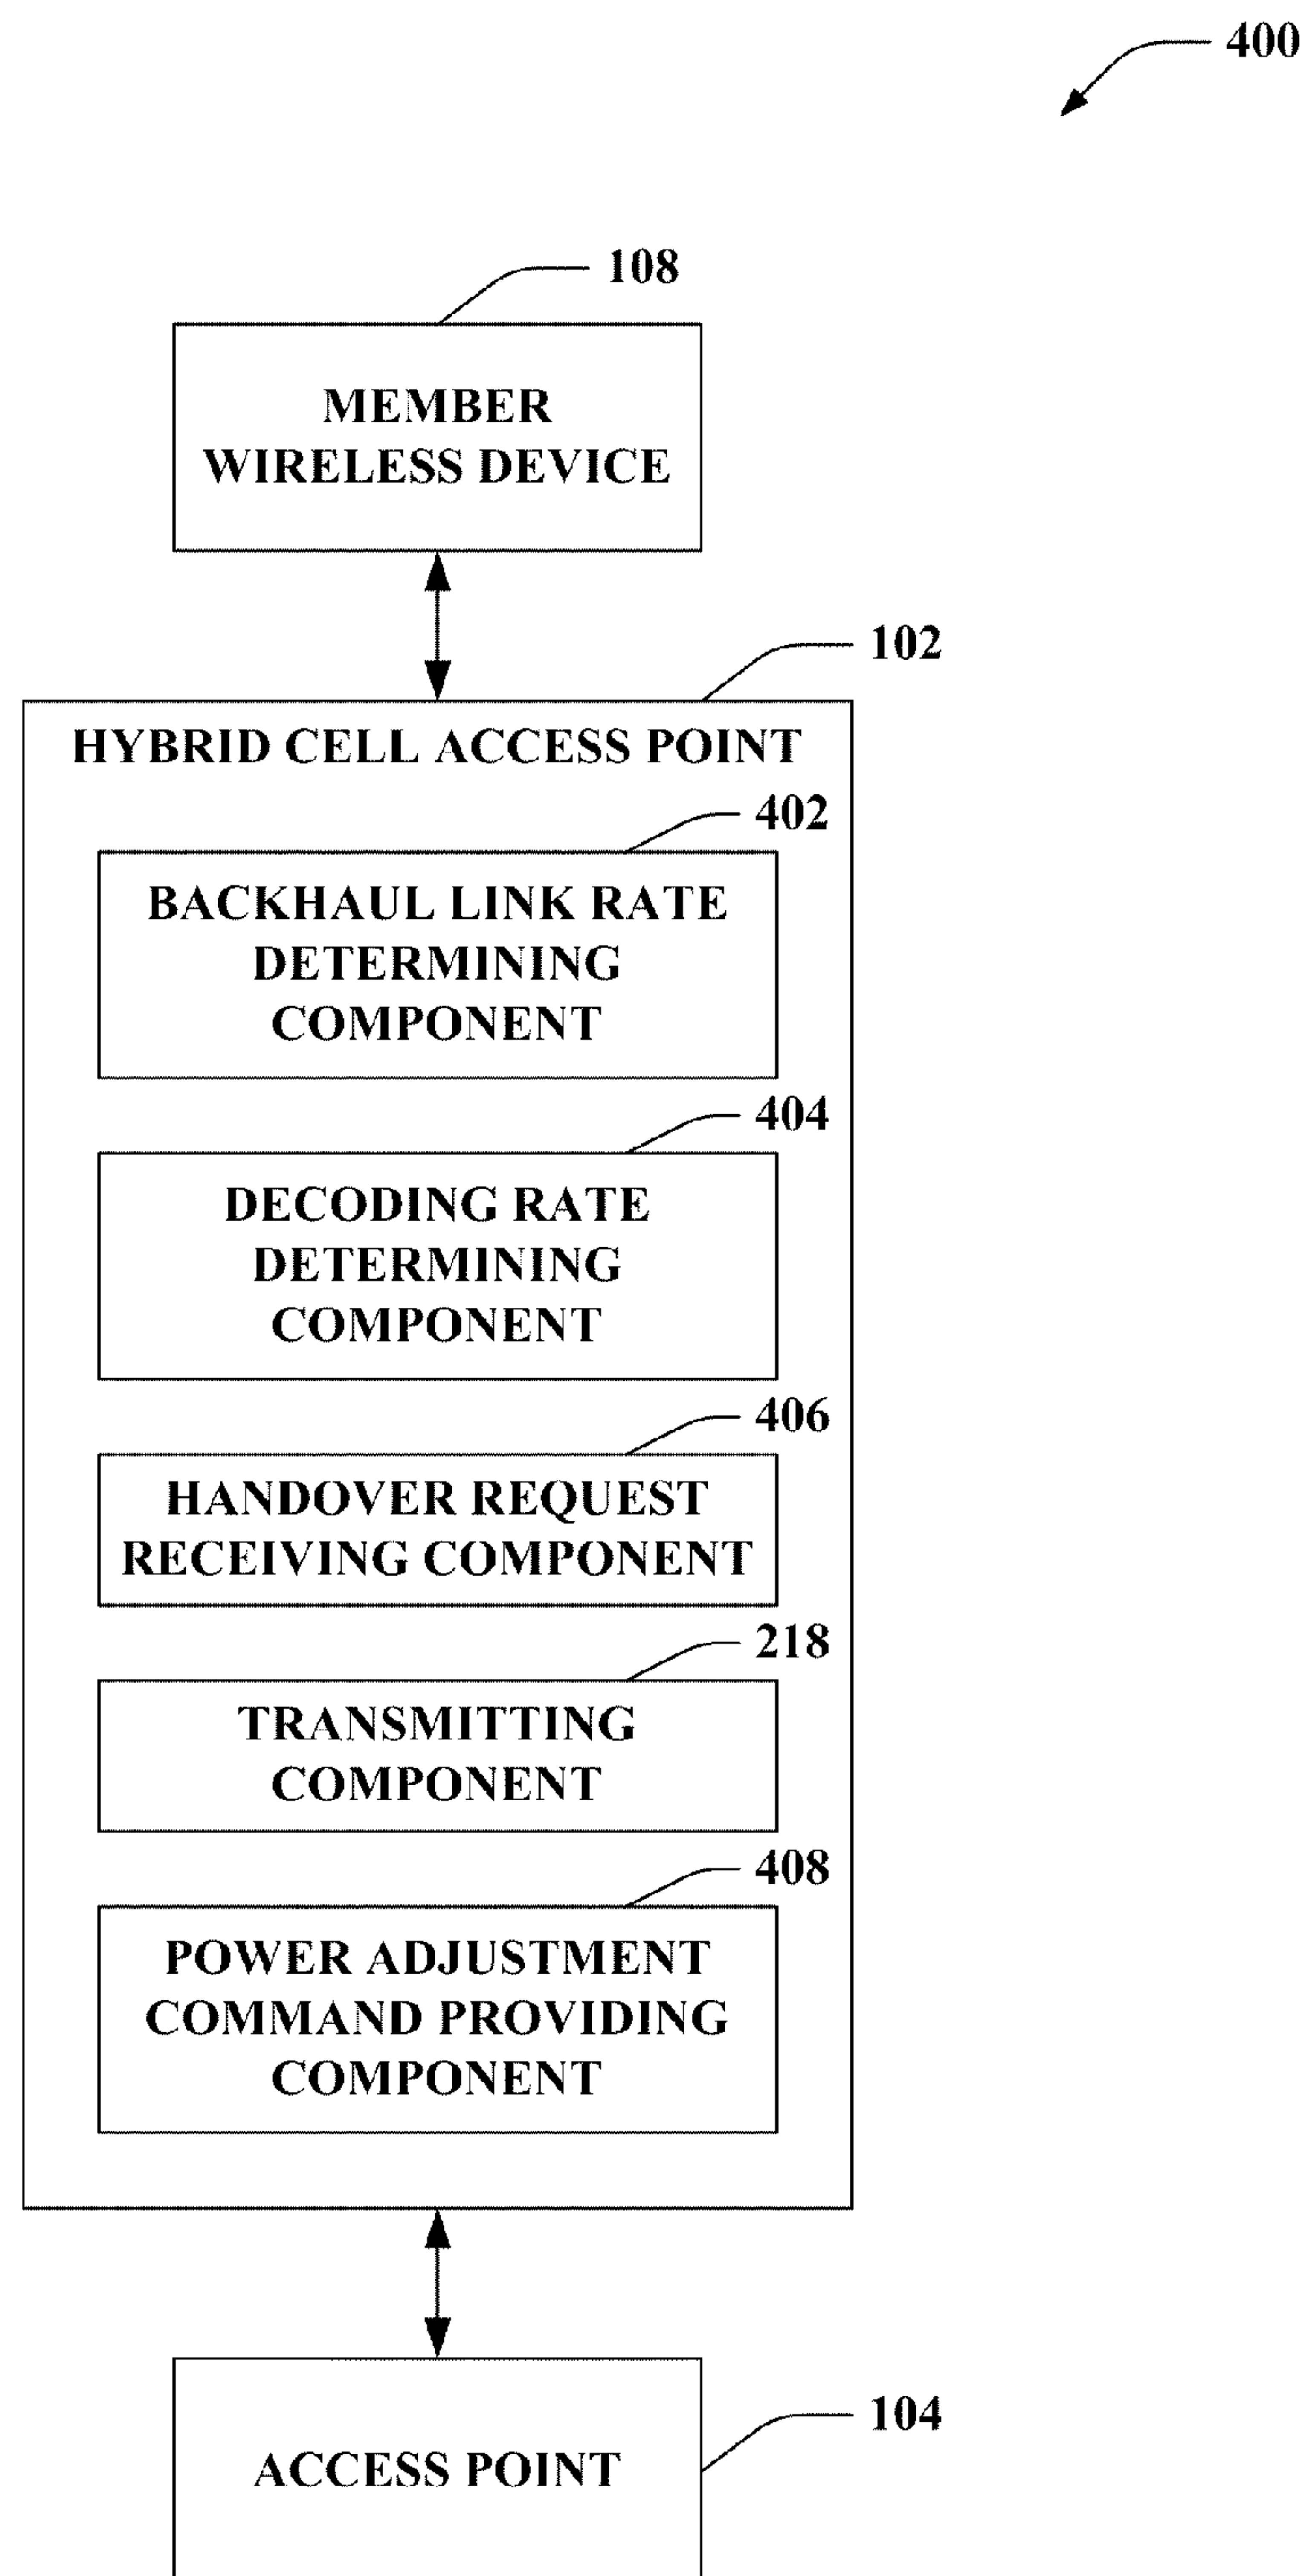 400
108
MEMBER
WIRELESS DEVICE
102
HYBRID CELL ACCESS POINT
402
BACKHAUL LINK RATE
DETERMINING
COMPONENT
404
DECODING RATE
DETERMINING
COMPONENT
406
HANDOVER REQUEST
RECEIVING COMPONENT
218
TRANSMITTING
COMPONENT
408
POWER ADJUSTMENT
COMMAND PROVIDING
COMPONENT
104
ACCESS POINT